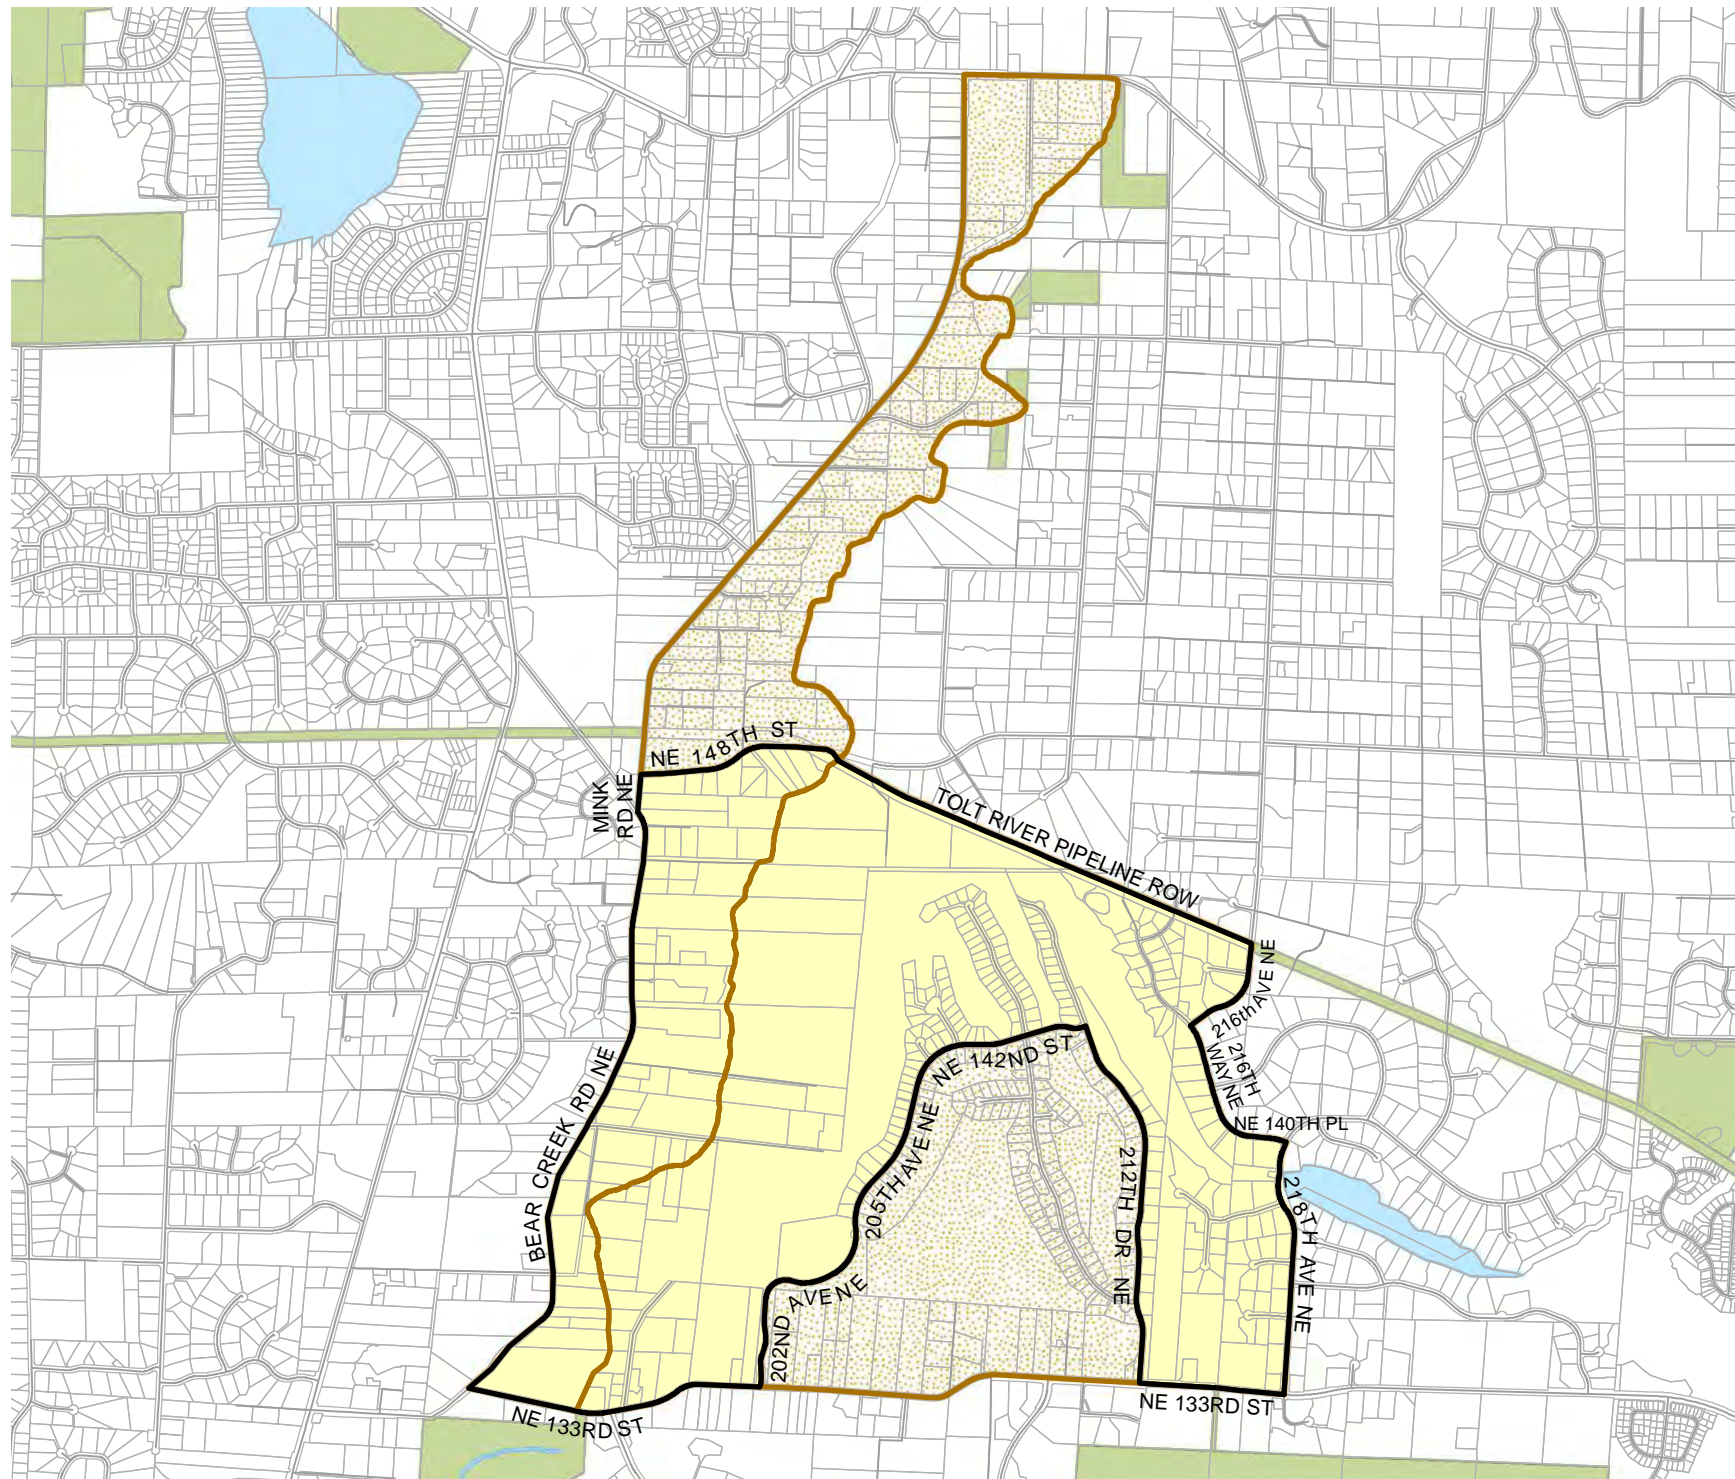 NE 148TH ST
MINK
RD NE
TOLT RIVER PIPELINE ROW
216th AVE NE
216TH
WAY NE
NE 142ND ST
BEAR CREEK RD NE
205TH AVE NE
NE 140TH PL
212TH DR NE
218TH AVE NE
202ND AVE NE
NE 133RD ST
NE 133RD ST